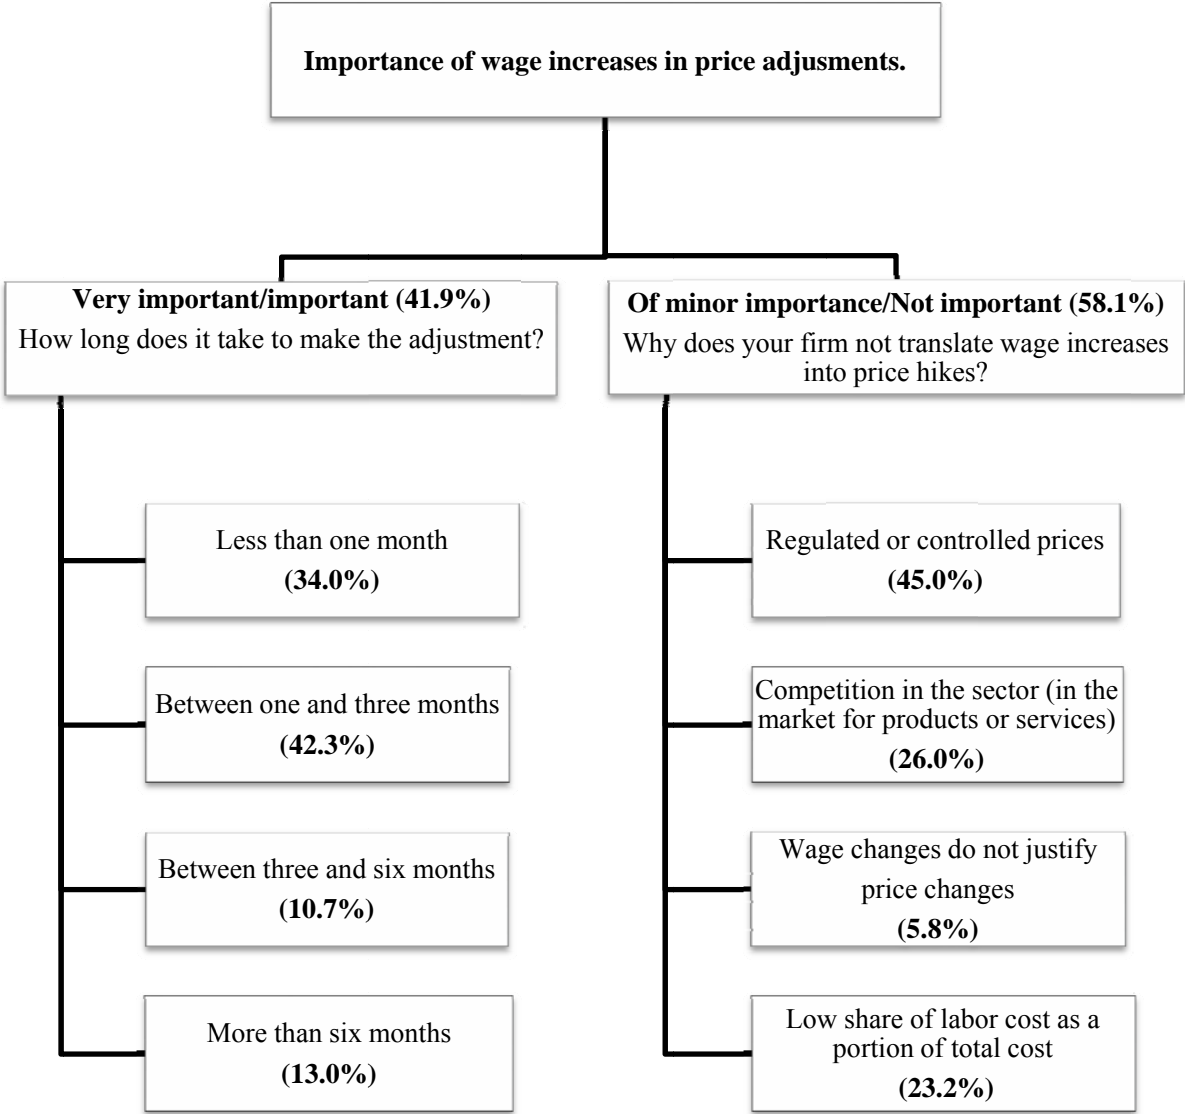 Importance of wage increases in price adjusments.
Very important/important (41.9%)
How long does it take to make the adjustment?
Less than one month
(34.0%)
Between one and three months
(42.3%)
Between three and six months
(10.7%)
More than six months
(13.0%)
Of minor importance/Not important (58.1%)
Why does your firm not translate wage increases
into price hikes?
Regulated or controlled prices
(45.0%)
Competition in the sector (in the
market for products or services)
(26.0%)
Wage changes do not justify
price changes
(5.8%)
Low share of labor cost as a
portion of total cost
(23.2%)